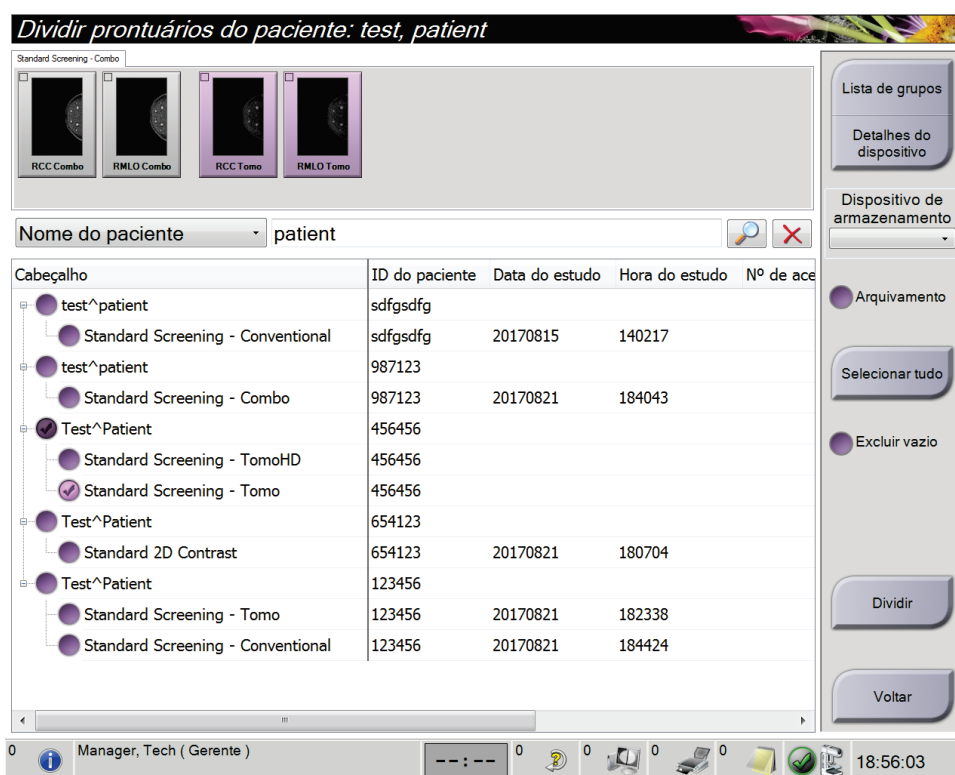 Dividir prontuários do paciente: test, patient
Standard Screening - Combo
RCC Combo RMLO Combo RCC Tomo RMLO Tomo
Nome do paciente patient
Cabeçalho ID do paciente Data do estudo Hora do estudo Nº de ace
test^patient sdfgsdfg
Standard Screening - Conventional sdfgsdfg 20170815 140217
test^patient 987123
Standard Screening - Combo 987123 20170821 184043
Test^Patient 456456
Standard Screening - TomoHD 456456
Standard Screening - Tomo 456456
Test^Patient 654123
Standard 2D Contrast 654123 20170821 180704
Test^Patient 123456
Standard Screening - Tomo 123456 20170821 182338
Standard Screening - Conventional 123456 20170821 184424
Lista de grupos
Detalhes do
dispositivo
Dispositivo de
armazenamento
Arquivamento
Selecionar tudo
Excluir vazio
Dividir
Voltar
0 Manager, Tech ( Gerente ) --:-- 0 0 0 0 18:56:03